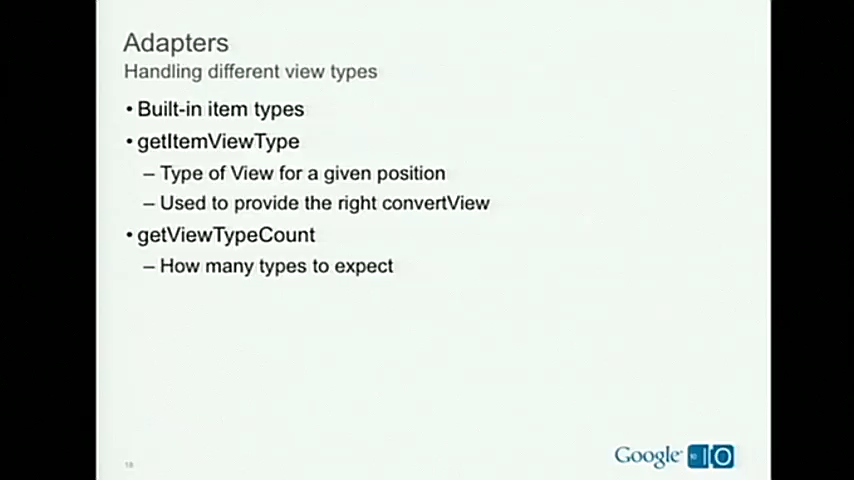 Adapters
Handling different view types
• Built-in item types
• getItemViewType
– Type of View for a given position
– Used to provide the right convertView
• getViewTypeCount
– How many types to expect
Google IO